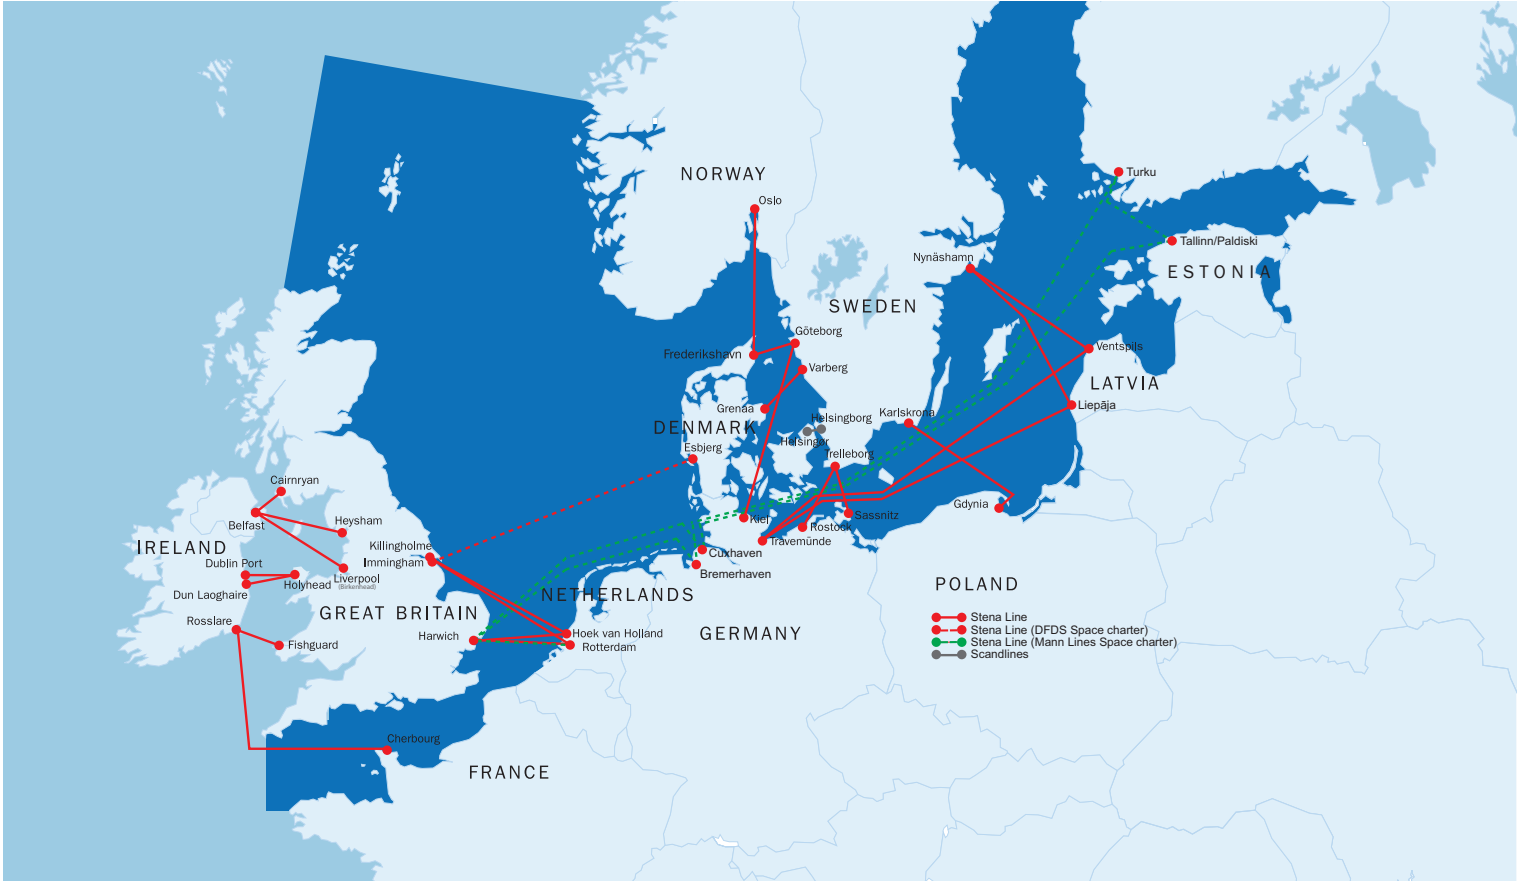 Turku
NORWAY
Oslo
Tallinn/Paldiski
Nynäshamn
ESTONIA
SWEDEN
Göteborg
Frederikshavn
Ventspils
Varberg
LATVIA
Grenaa
Karlskrona
Liepāja
Helsingborg
DENMARK
Helsingør
Esbjerg
Trelleborg
Cairnryan
Gdynia
Belfast
Heysham
Kiel
Sassnitz
Rostock
Travemünde
IRELAND
Killingholme
Immingham
Cuxhaven
Dublin Port
Bremerhaven
Holyhead
Liverpool
(Birkenhead)
Dun Laoghaire
NETHERLANDS
POLAND
GREAT BRITAIN
Rosslare
Harwich
Hoek van Holland
GERMANY
Fishguard
Rotterdam
Stena Line
Stena Line (DFDS Space charter)
Stena Line (Mann Lines Space charter)
Scandlines
Cherbourg
FRANCE